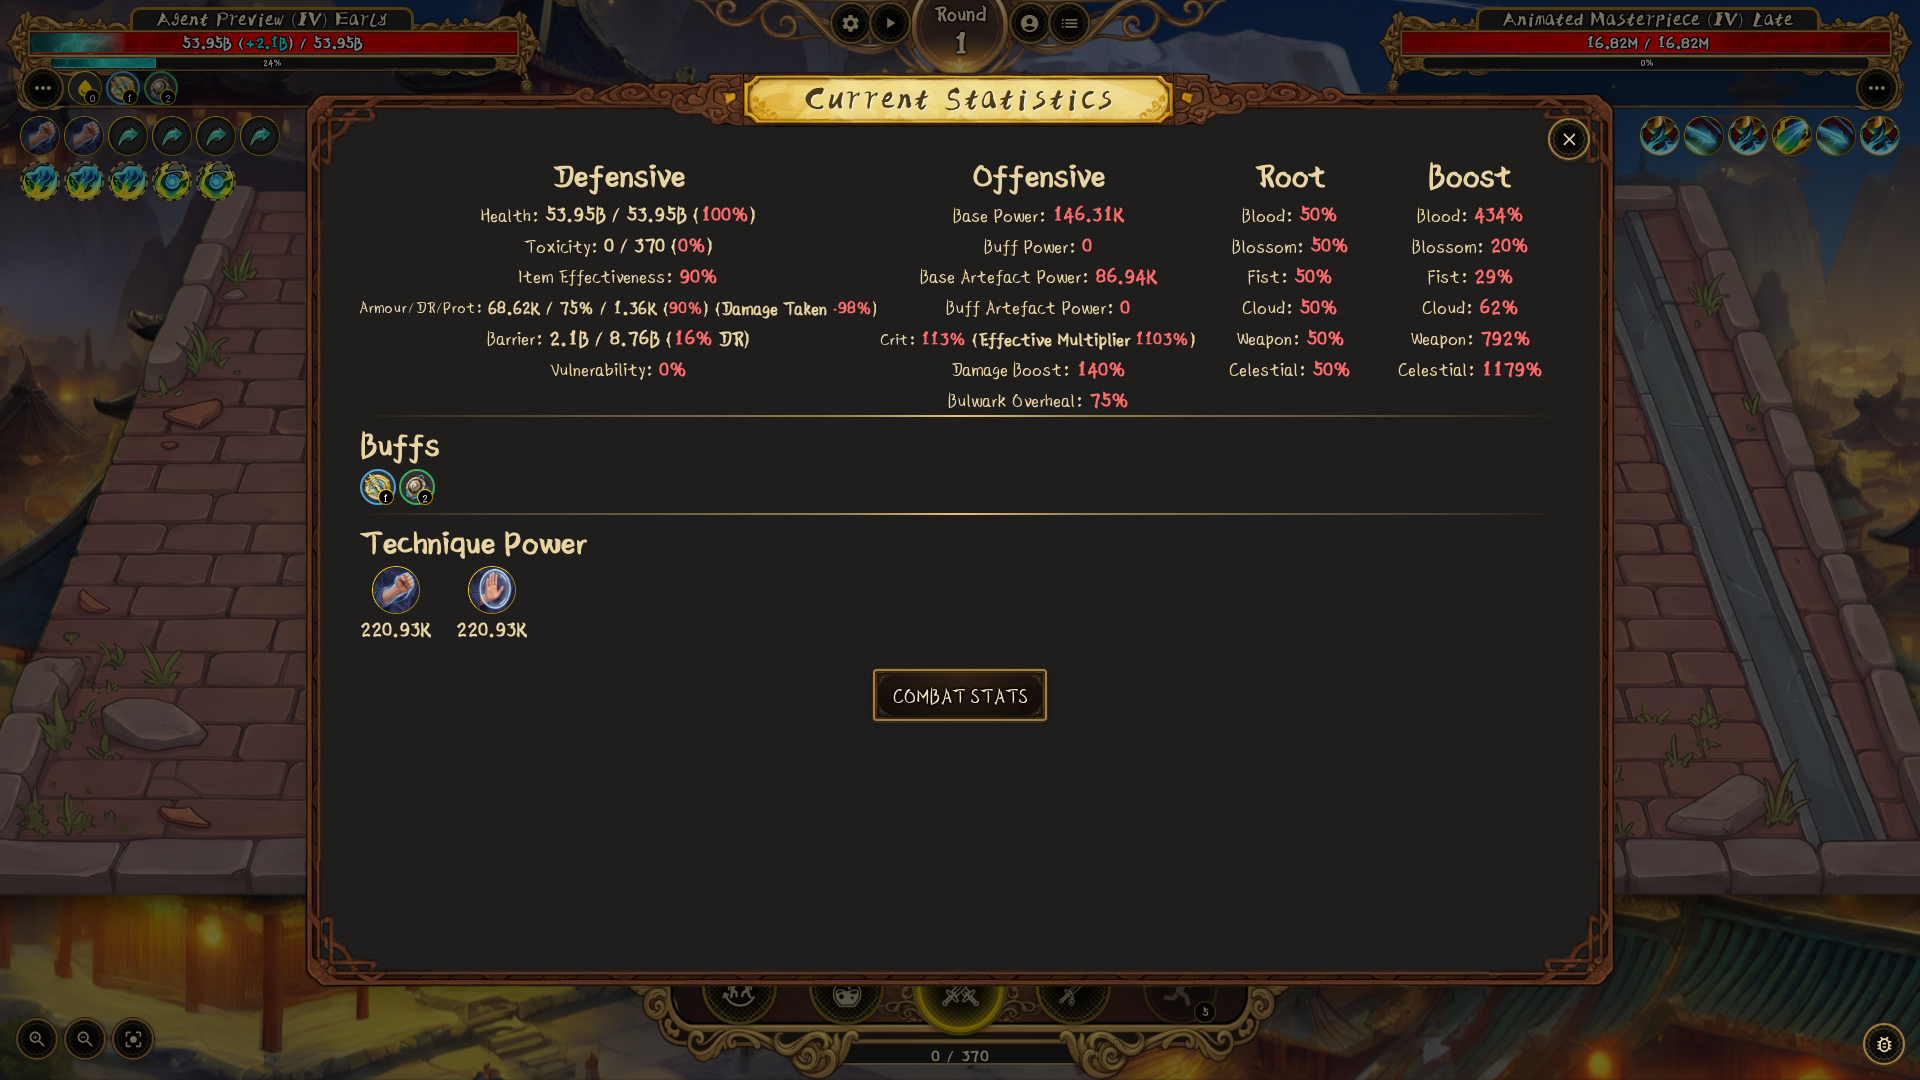 Agent Preview (IV) Early
53.95B (+2.1B) / 53.95B
24%
0
1
2
Round
1
Animated Masterpiece (IV) Late
16.82M / 16.82M
0%
Current Statistics
Defensive
Health: 53.95B / 53.95B (100%)
Toxicity: 0 / 370 (0%)
Item Effectiveness: 90%
Armour/DR/Prot: 68.62K / 75% / 1.36K (90%) (Damage Taken -98%)
Barrier: 2.1B / 8.76B (16% DR)
Vulnerability: 0%
Offensive
Base Power: 146.31K
Buff Power: 0
Base Artefact Power: 86.94K
Buff Artefact Power: 0
Crit: 113% (Effective Multiplier 1103%)
Damage Boost: 140%
Bulwark Overheal: 75%
Root
Blood: 50%
Blossom: 50%
Fist: 50%
Cloud: 50%
Weapon: 50%
Celestial: 50%
Boost
Blood: 434%
Blossom: 20%
Fist: 29%
Cloud: 62%
Weapon: 792%
Celestial: 1179%
Buffs
1
2
Technique Power
220.93K
220.93K
COMBAT STATS
5
0 / 370